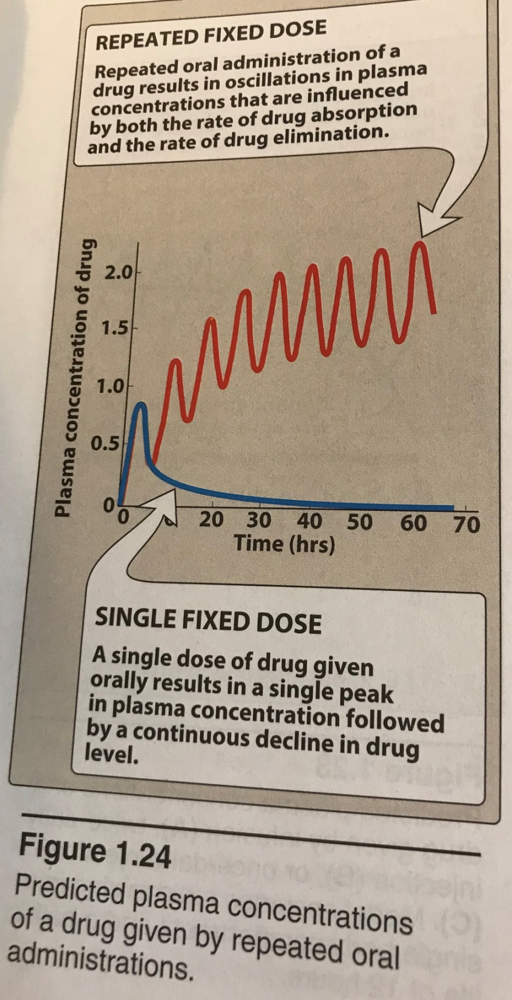 REPEATED FIXED DOSE
Repeated oral administration of a
drug results in oscillations in plasma
concentrations that are influenced
by both the rate of drug absorption
and the rate of drug elimination.
Plasma concentration of drug
2.0
1.5
1.0
0.5
0
0 20 30 40 50 60 70
Time (hrs)
SINGLE FIXED DOSE
A single dose of drug given
orally results in a single peak
in plasma concentration followed
by a continuous decline in drug
level.
Figure 1.24
Predicted plasma concentrations
of a drug given by repeated oral
administrations.